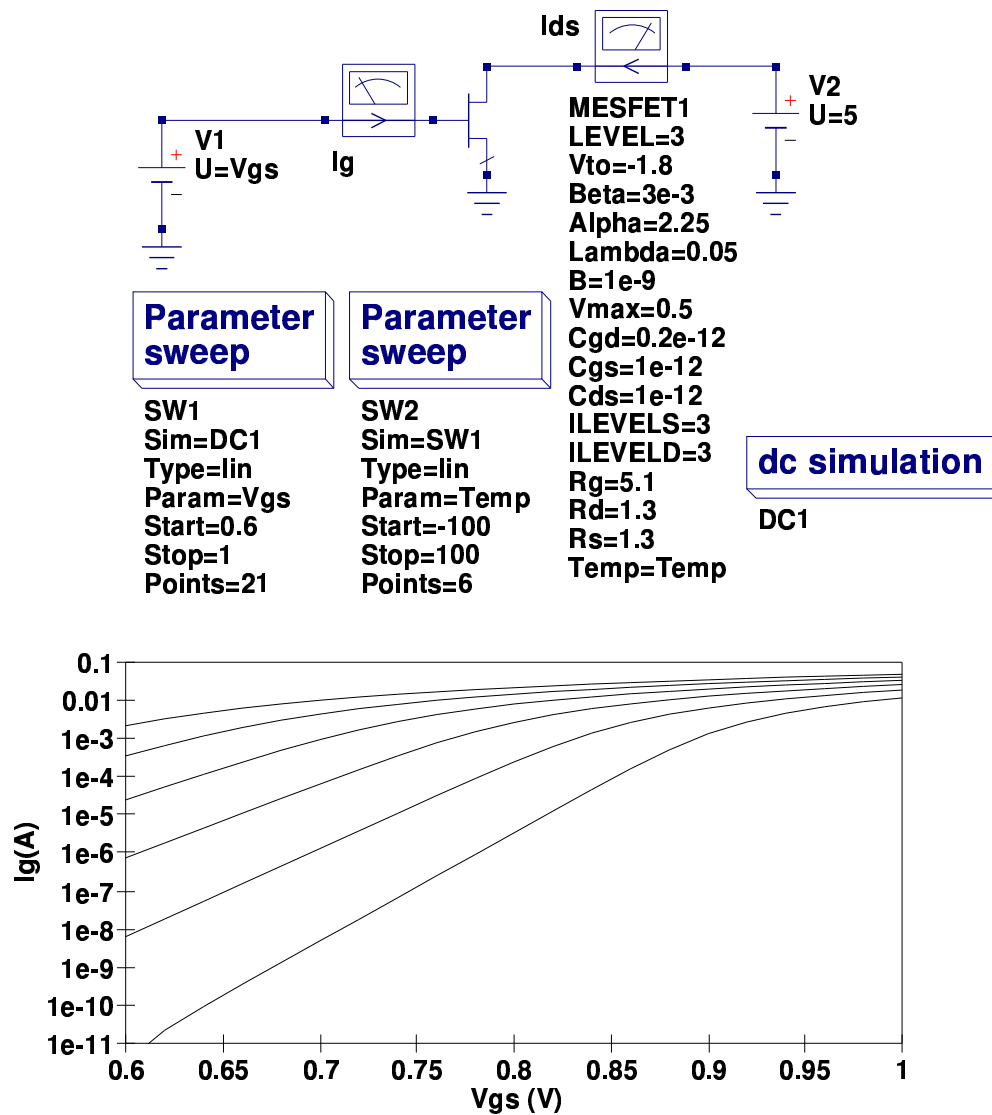 Ids
V1
U=Vgs
Ig
V2
U=5
MESFET1
LEVEL=3
Vto=-1.8
Beta=3e-3
Alpha=2.25
Lambda=0.05
B=1e-9
Vmax=0.5
Cgd=0.2e-12
Cgs=1e-12
Cds=1e-12
ILEVELS=3
ILEVELD=3
Rg=5.1
Rd=1.3
Rs=1.3
Temp=Temp
Parameter
sweep
SW1
Sim=DC1
Type=lin
Param=Vgs
Start=0.6
Stop=1
Points=21
Parameter
sweep
SW2
Sim=SW1
Type=lin
Param=Temp
Start=-100
Stop=100
Points=6
dc simulation
DC1
0.1
0.01
1e-3
1e-4
1e-5
1e-6
1e-7
1e-8
1e-9
1e-10
1e-11
Ig(A)
0.6 0.65 0.7 0.75 0.8 0.85 0.9 0.95 1
Vgs (V)